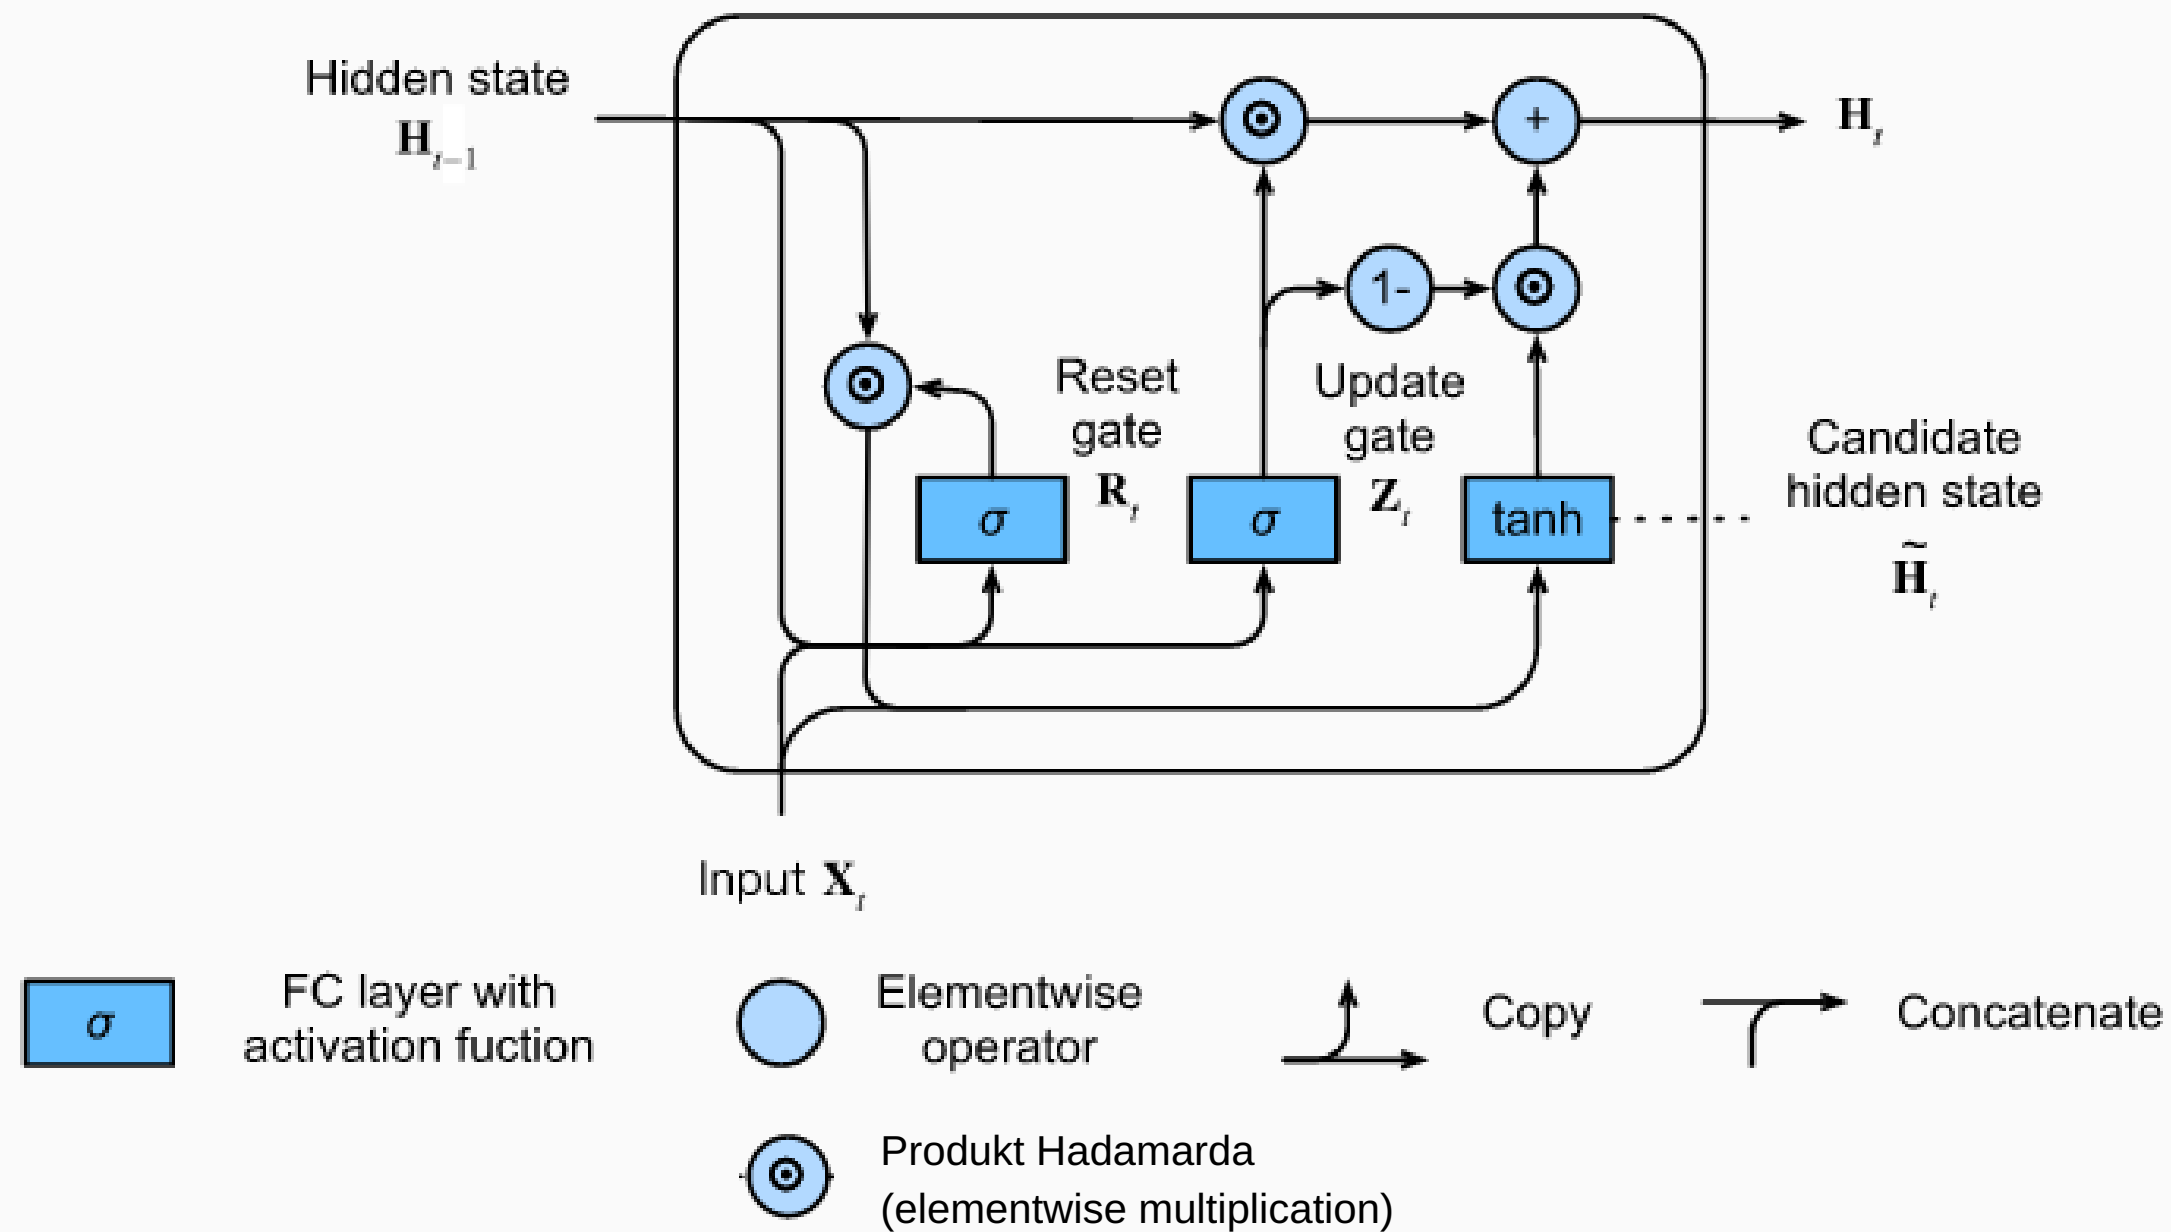 Hidden state
H_{t-1}
⊙
+
H_t
1-
⊙
⊙
Reset
gate
R_t
Update
gate
Z_t
Candidate
hidden state
H̃_t
σ
σ
tanh
Input X_t
σ
FC layer with
activation fuction
Elementwise
operator
Copy
Concatenate
⊙
Produkt Hadamarda
(elementwise multiplication)